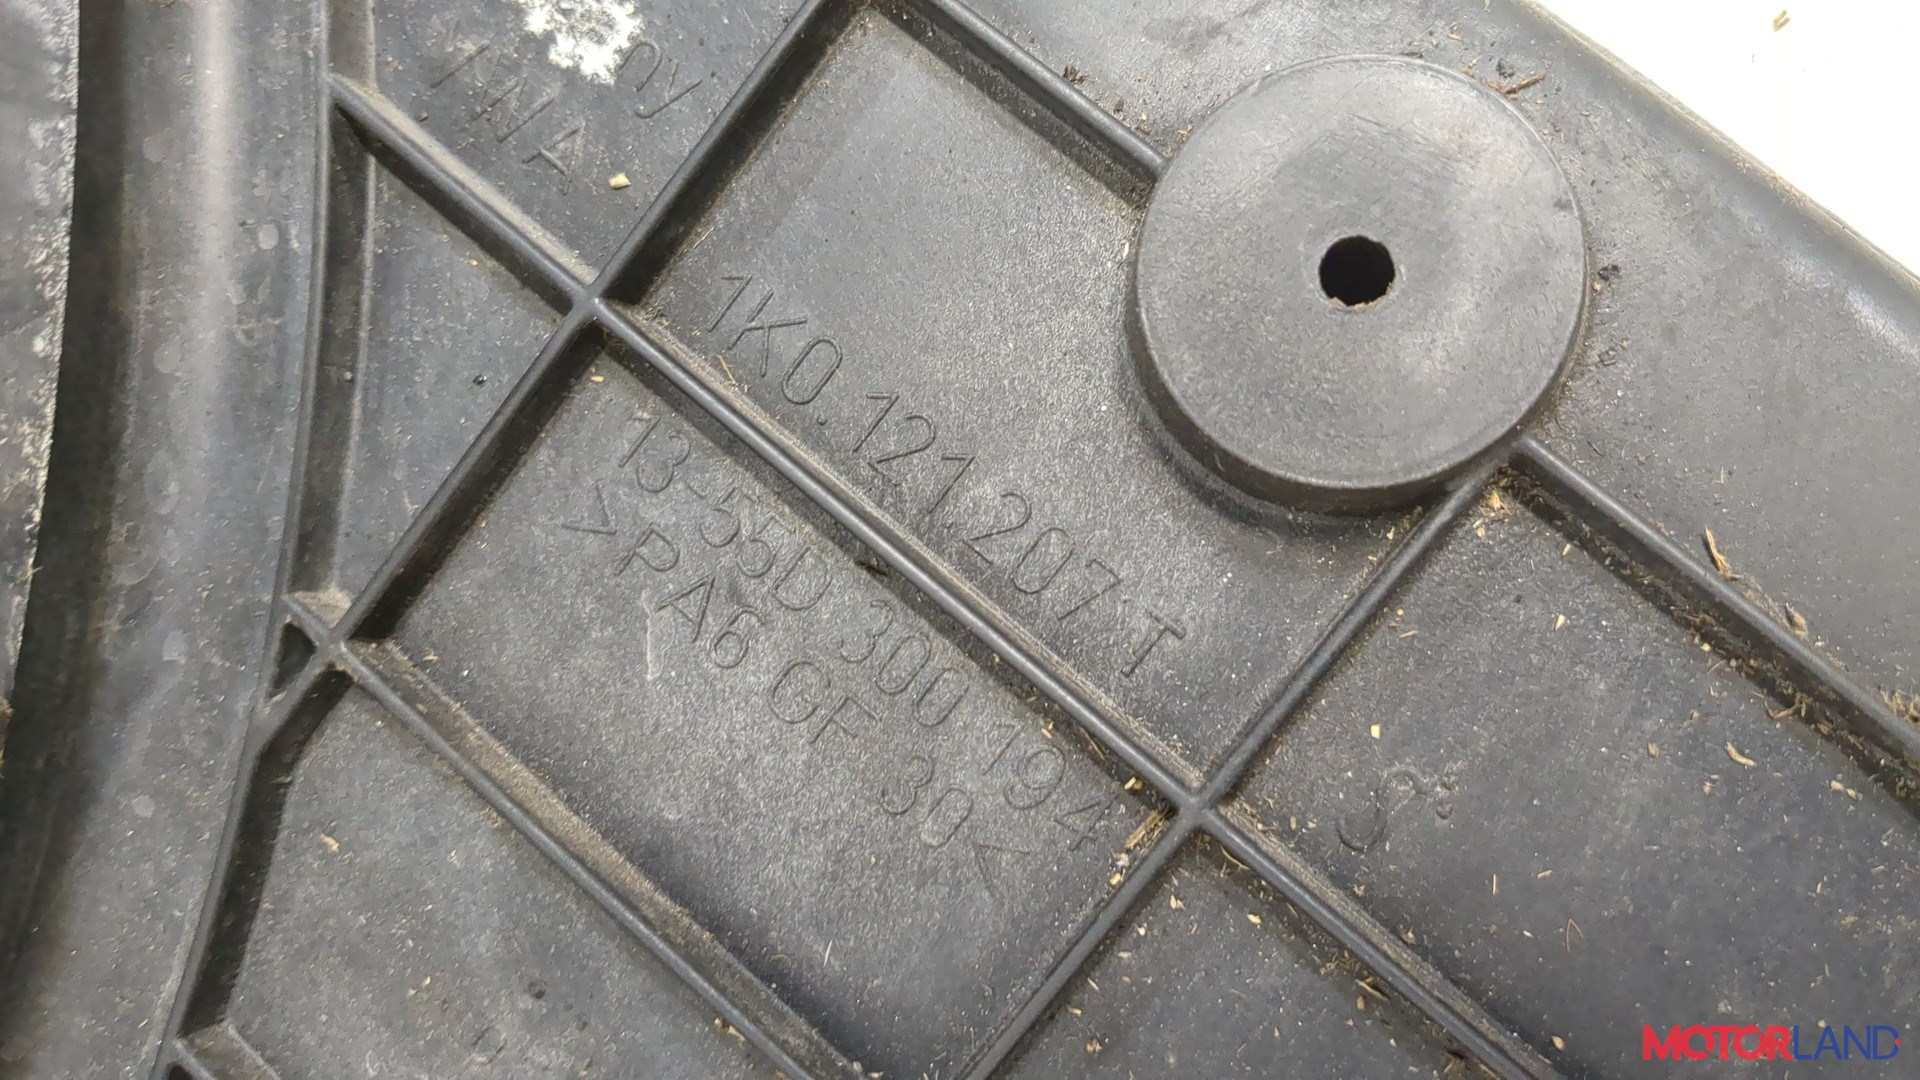 1K0.121.207 T
13-55D 300 194
>PA6 GF 30<
MOTORLAND